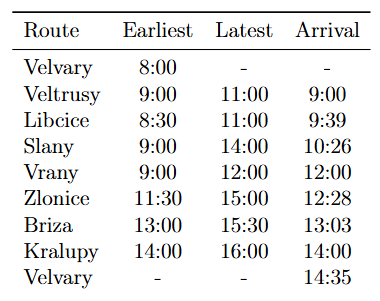 Route Earliest Latest Arrival
Velvary 8:00 - -
Veltrusy 9:00 11:00 9:00
Libcice 8:30 11:00 9:39
Slany 9:00 14:00 10:26
Vrany 9:00 12:00 12:00
Zlonice 11:30 15:00 12:28
Briza 13:00 15:30 13:03
Kralupy 14:00 16:00 14:00
Velvary - - 14:35